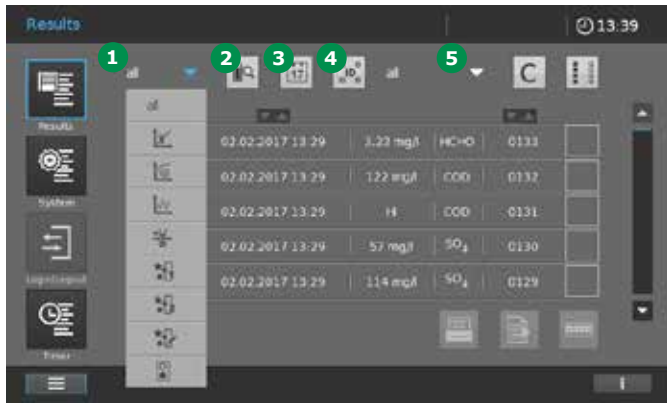 Results 13:39
1 2 3 4 5
all 17 ID all C
all
Results
02.02.2017 13:29 3.22 mg/l HCHO 0133
02.02.2017 13:29 122 mg/l COD 0132
System
02.02.2017 13:29 HI COD 0131
02.02.2017 13:29 57 mg/l SO4 0130
Login/Logout
02.02.2017 13:29 114 mg/l SO4 0129
Timer
i